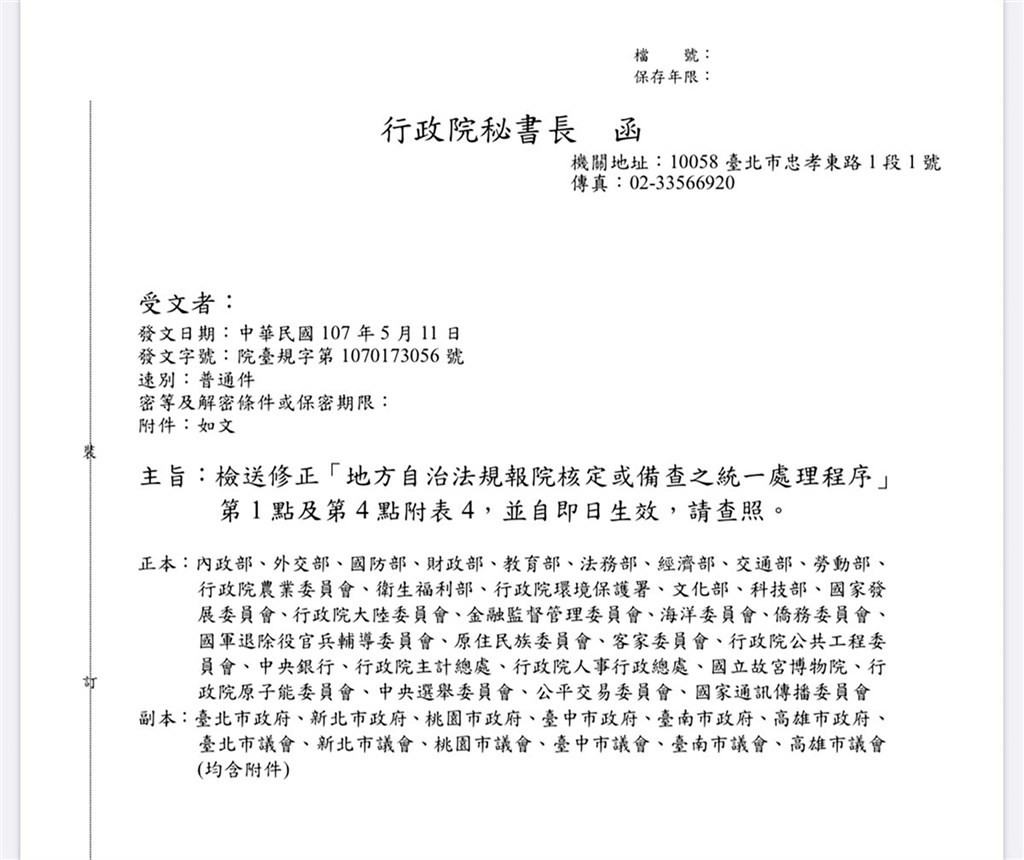 檔　　號：
保存年限：
行政院秘書長　函
機關地址：10058 臺北市忠孝東路 1 段 1 號
傳真：02-33566920
受文者：
發文日期：中華民國 107 年 5 月 11 日
發文字號：院臺規字第 1070173056 號
速別：普通件
密等及解密條件或保密期限：
附件：如文
裝
主旨：檢送修正「地方自治法規報院核定或備查之統一處理程序」
第 1 點及第 4 點附表 4，並自即日生效，請查照。
正本：內政部、外交部、國防部、財政部、教育部、法務部、經濟部、交通部、勞動部、
行政院農業委員會、衛生福利部、行政院環境保護署、文化部、科技部、國家發
展委員會、行政院大陸委員會、金融監督管理委員會、海洋委員會、僑務委員會、
國軍退除役官兵輔導委員會、原住民族委員會、客家委員會、行政院公共工程委
員會、中央銀行、行政院主計總處、行政院人事行政總處、國立故宮博物院、行
政院原子能委員會、中央選舉委員會、公平交易委員會、國家通訊傳播委員會
訂
副本：臺北市政府、新北市政府、桃園市政府、臺中市政府、臺南市政府、高雄市政府、
臺北市議會、新北市議會、桃園市議會、臺中市議會、臺南市議會、高雄市議會
(均含附件)